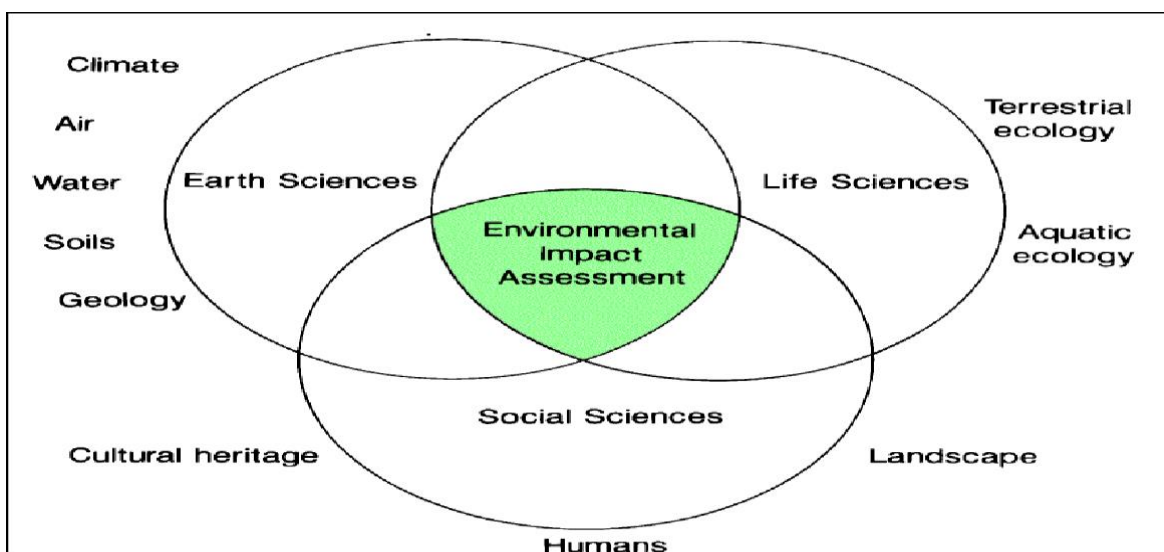 Climate
Air
Water
Soils
Geology
Earth Sciences
Life Sciences
Terrestrial
ecology
Aquatic
ecology
Environmental
Impact
Assessment
Social Sciences
Cultural heritage
Landscape
Humans